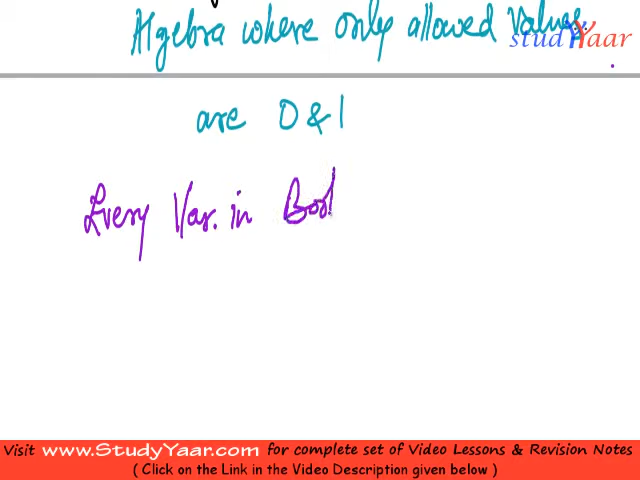 Algebra where only allowed values
studYYaar
are 0 & 1
Every Var. in Bool
Visit www.StudyYaar.com for complete set of Video Lessons & Revision Notes
( Click on the Link in the Video Description given below )